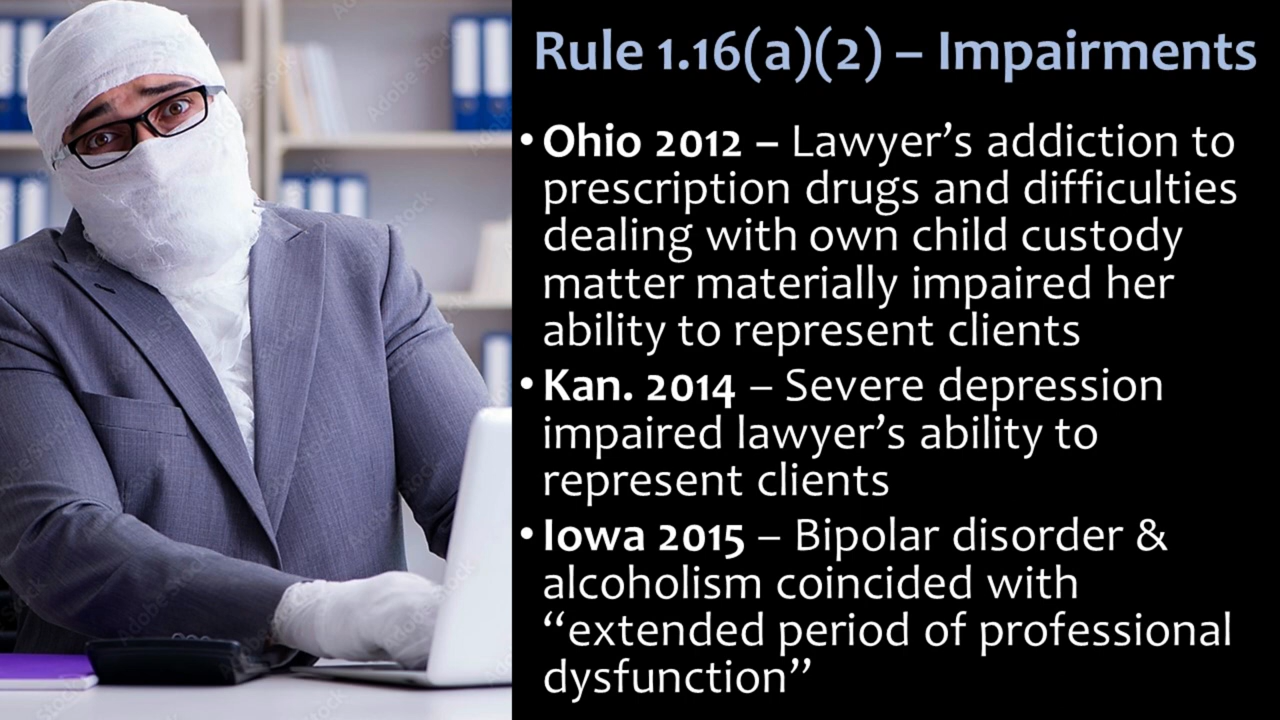 Rule 1.16(a)(2) – Impairments
• Ohio 2012 – Lawyer’s addiction to
prescription drugs and difficulties
dealing with own child custody
matter materially impaired her
ability to represent clients
• Kan. 2014 – Severe depression
impaired lawyer’s ability to
represent clients
• Iowa 2015 – Bipolar disorder &
alcoholism coincided with
“extended period of professional
dysfunction”
Adobe Stock